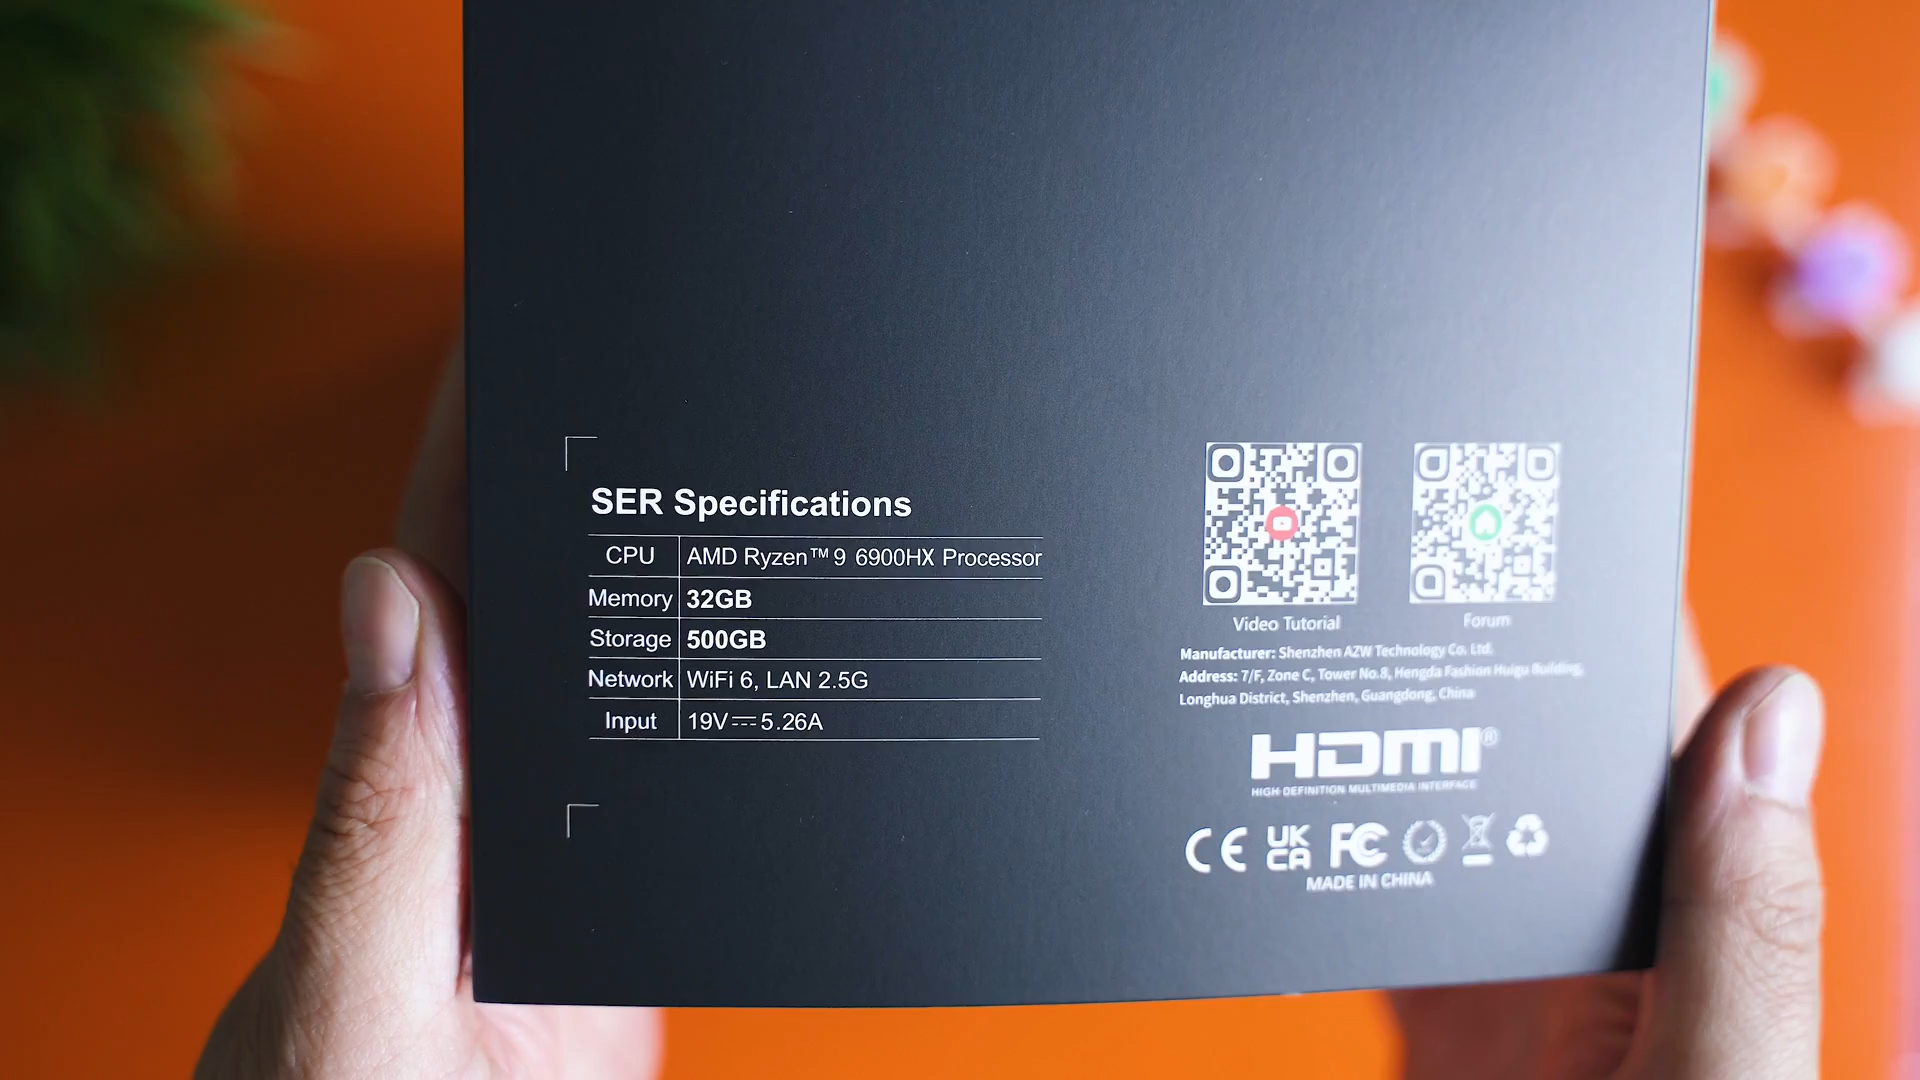 SER Specifications
CPU AMD Ryzen™ 9 6900HX Processor
Memory 32GB
Storage 500GB
Network WiFi 6, LAN 2.5G
Input 19V⎓5.26A
Video Tutorial
Forum
Manufacturer: Shenzhen AZW Technology Co. Ltd.
Address: 7/F, Zone C, Tower No.8, Hengda Fashion Huigu Building,
Longhua District, Shenzhen, Guangdong, China
HDMI®
HIGH-DEFINITION MULTIMEDIA INTERFACE
CE UK CA FC
MADE IN CHINA